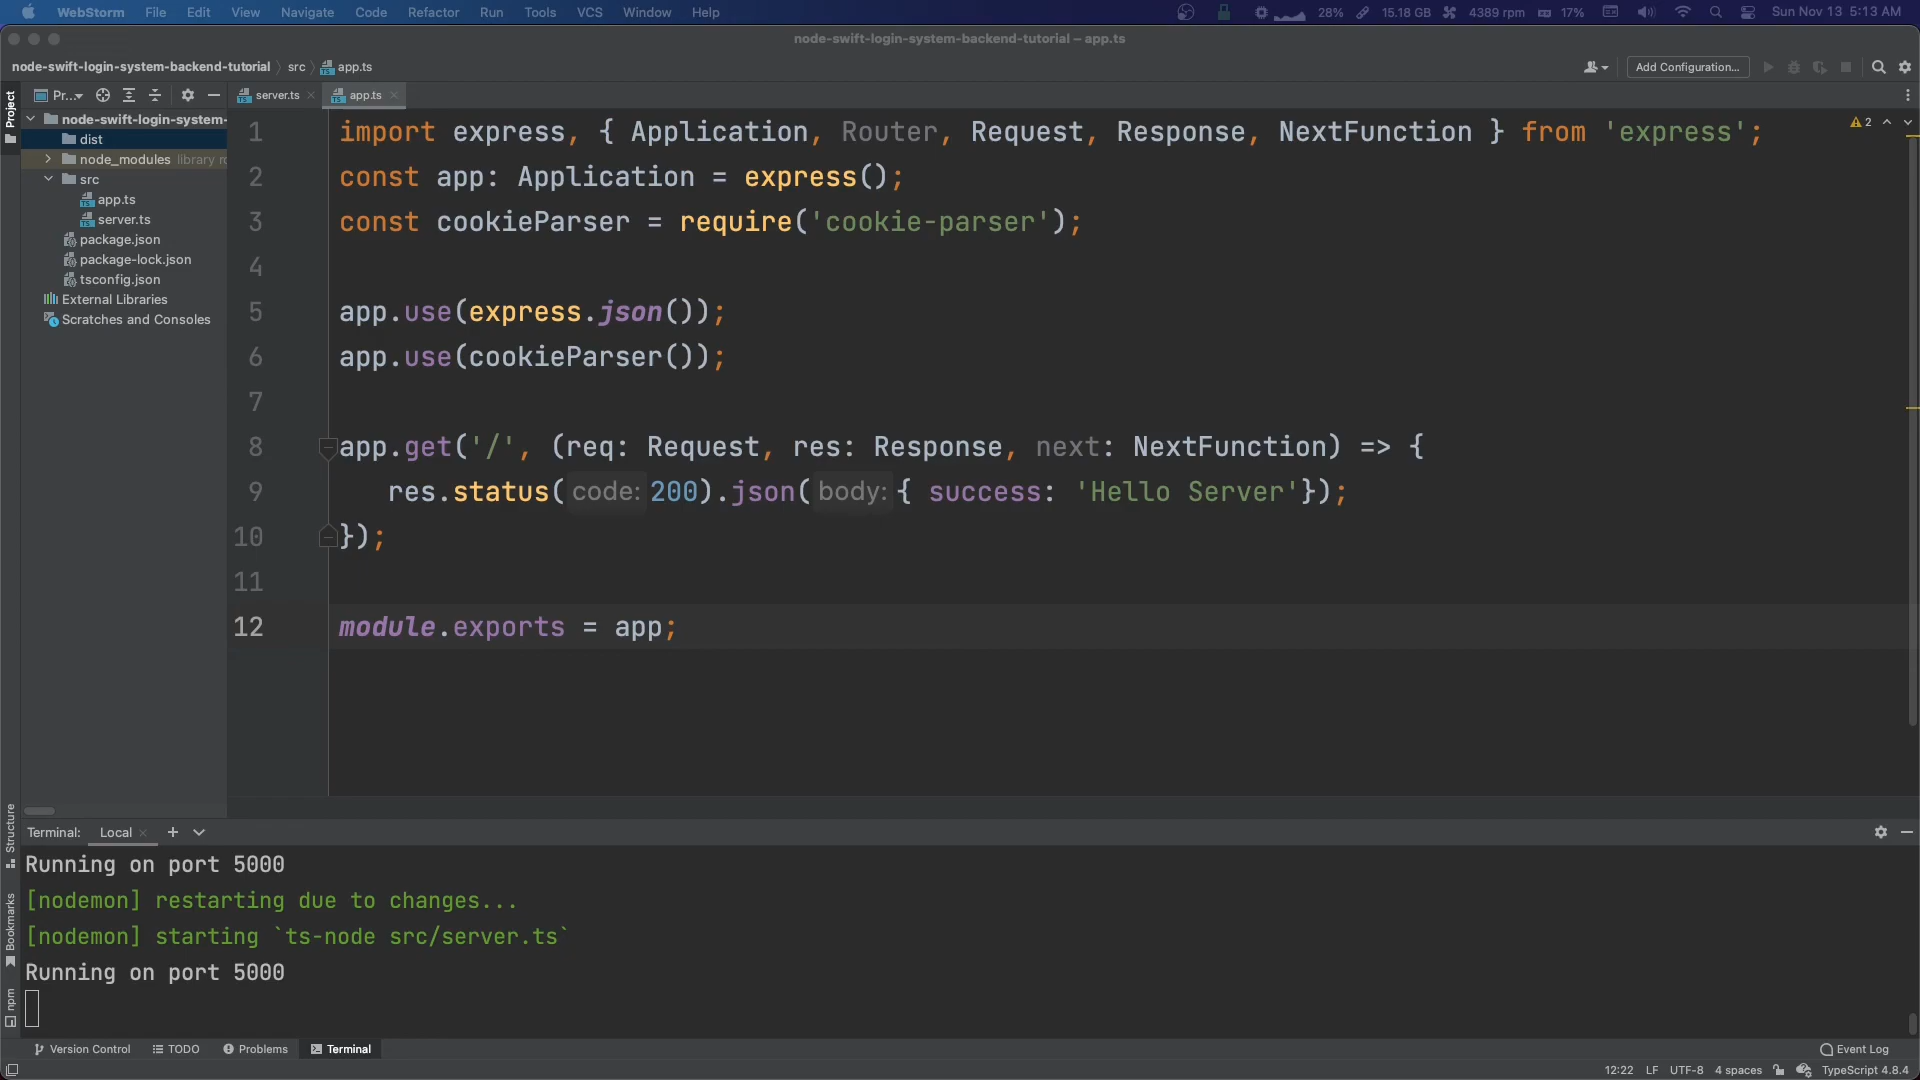 WebStorm File Edit View Navigate Code Refactor Run Tools VCS Window Help 28% 15.18 GB 4389 rpm 17% Sun Nov 13 5:13 AM
node-swift-login-system-backend-tutorial – app.ts
node-swift-login-system-backend-tutorial src app.ts Add Configuration...
Project
Pr... server.ts app.ts
node-swift-login-system-
dist
node_modules library ro
src
app.ts
server.ts
package.json
package-lock.json
tsconfig.json
External Libraries
Scratches and Consoles
2
1 import express, { Application, Router, Request, Response, NextFunction } from 'express';
2 const app: Application = express();
3 const cookieParser = require('cookie-parser');
4
5 app.use(express.json());
6 app.use(cookieParser());
7
8 app.get('/', (req: Request, res: Response, next: NextFunction) => {
9 res.status( code: 200).json( body: { success: 'Hello Server'});
10 });
11
12 module.exports = app;
Structure
Bookmarks
npm
Terminal: Local
Running on port 5000
[nodemon] restarting due to changes...
[nodemon] starting `ts-node src/server.ts`
Running on port 5000
Version Control TODO Problems Terminal Event Log
12:22 LF UTF-8 4 spaces TypeScript 4.8.4